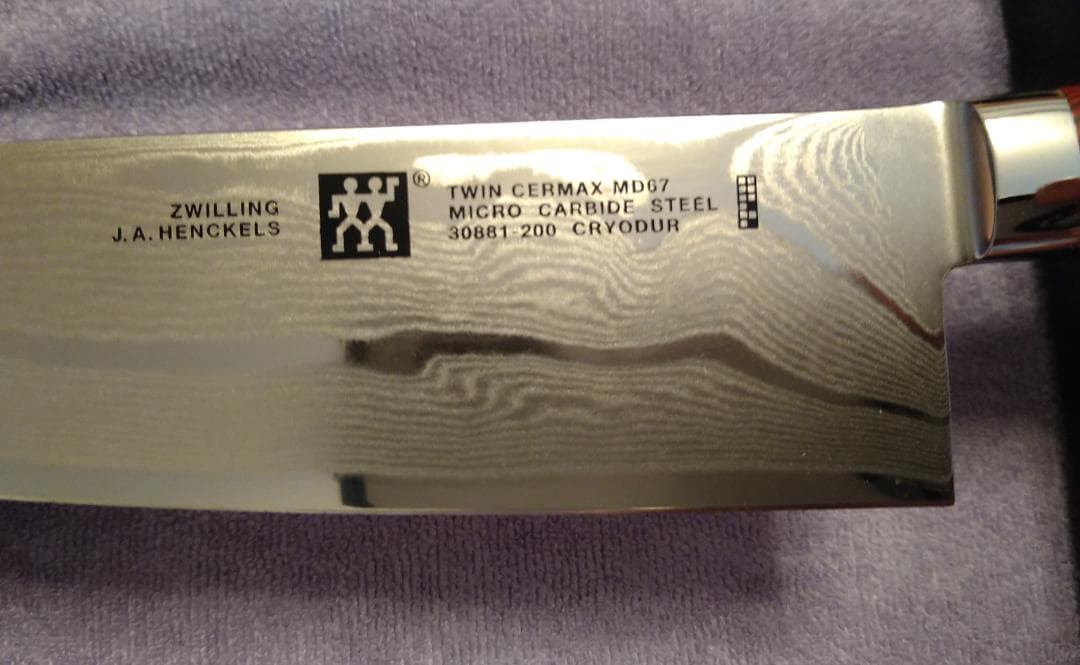 ZWILLING
J.A.HENCKELS
®
TWIN CERMAX MD67
MICRO CARBIDE STEEL
30881-200 CRYODUR